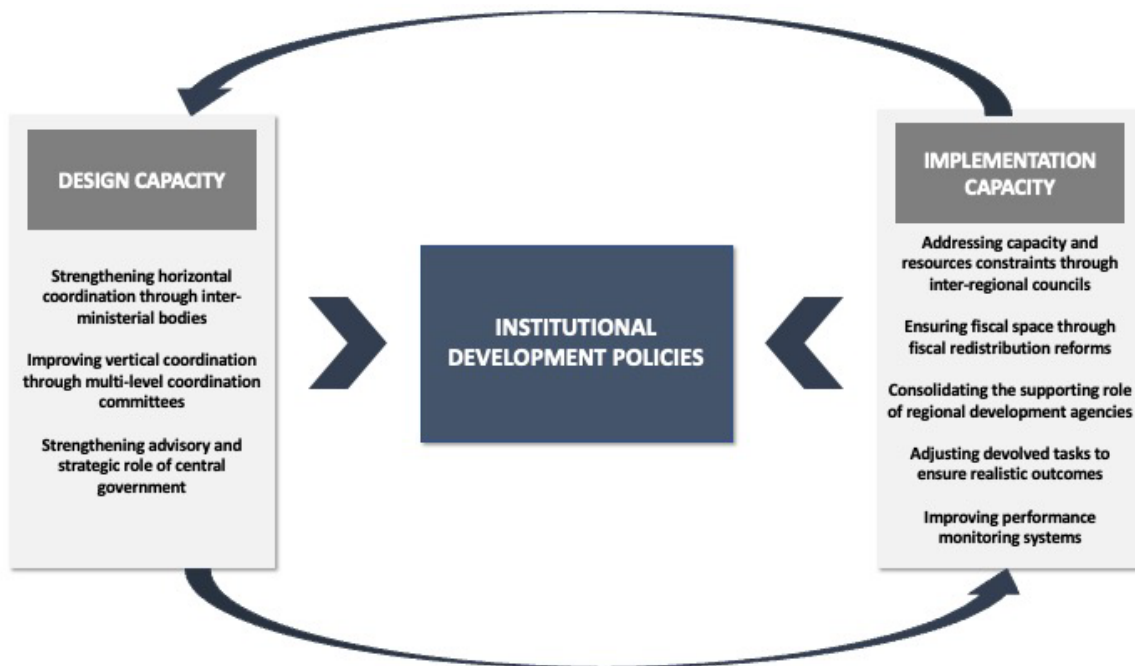 DESIGN CAPACITY
Strengthening horizontal
coordination through inter-
ministerial bodies
Improving vertical coordination
through multi-level coordination
committees
Strengthening advisory and
strategic role of central
government
INSTITUTIONAL
DEVELOPMENT POLICIES
IMPLEMENTATION
CAPACITY
Addressing capacity and
resources constraints through
inter-regional councils
Ensuring fiscal space through
fiscal redistribution reforms
Consolidating the supporting role
of regional development agencies
Adjusting devolved tasks to
ensure realistic outcomes
Improving performance
monitoring systems